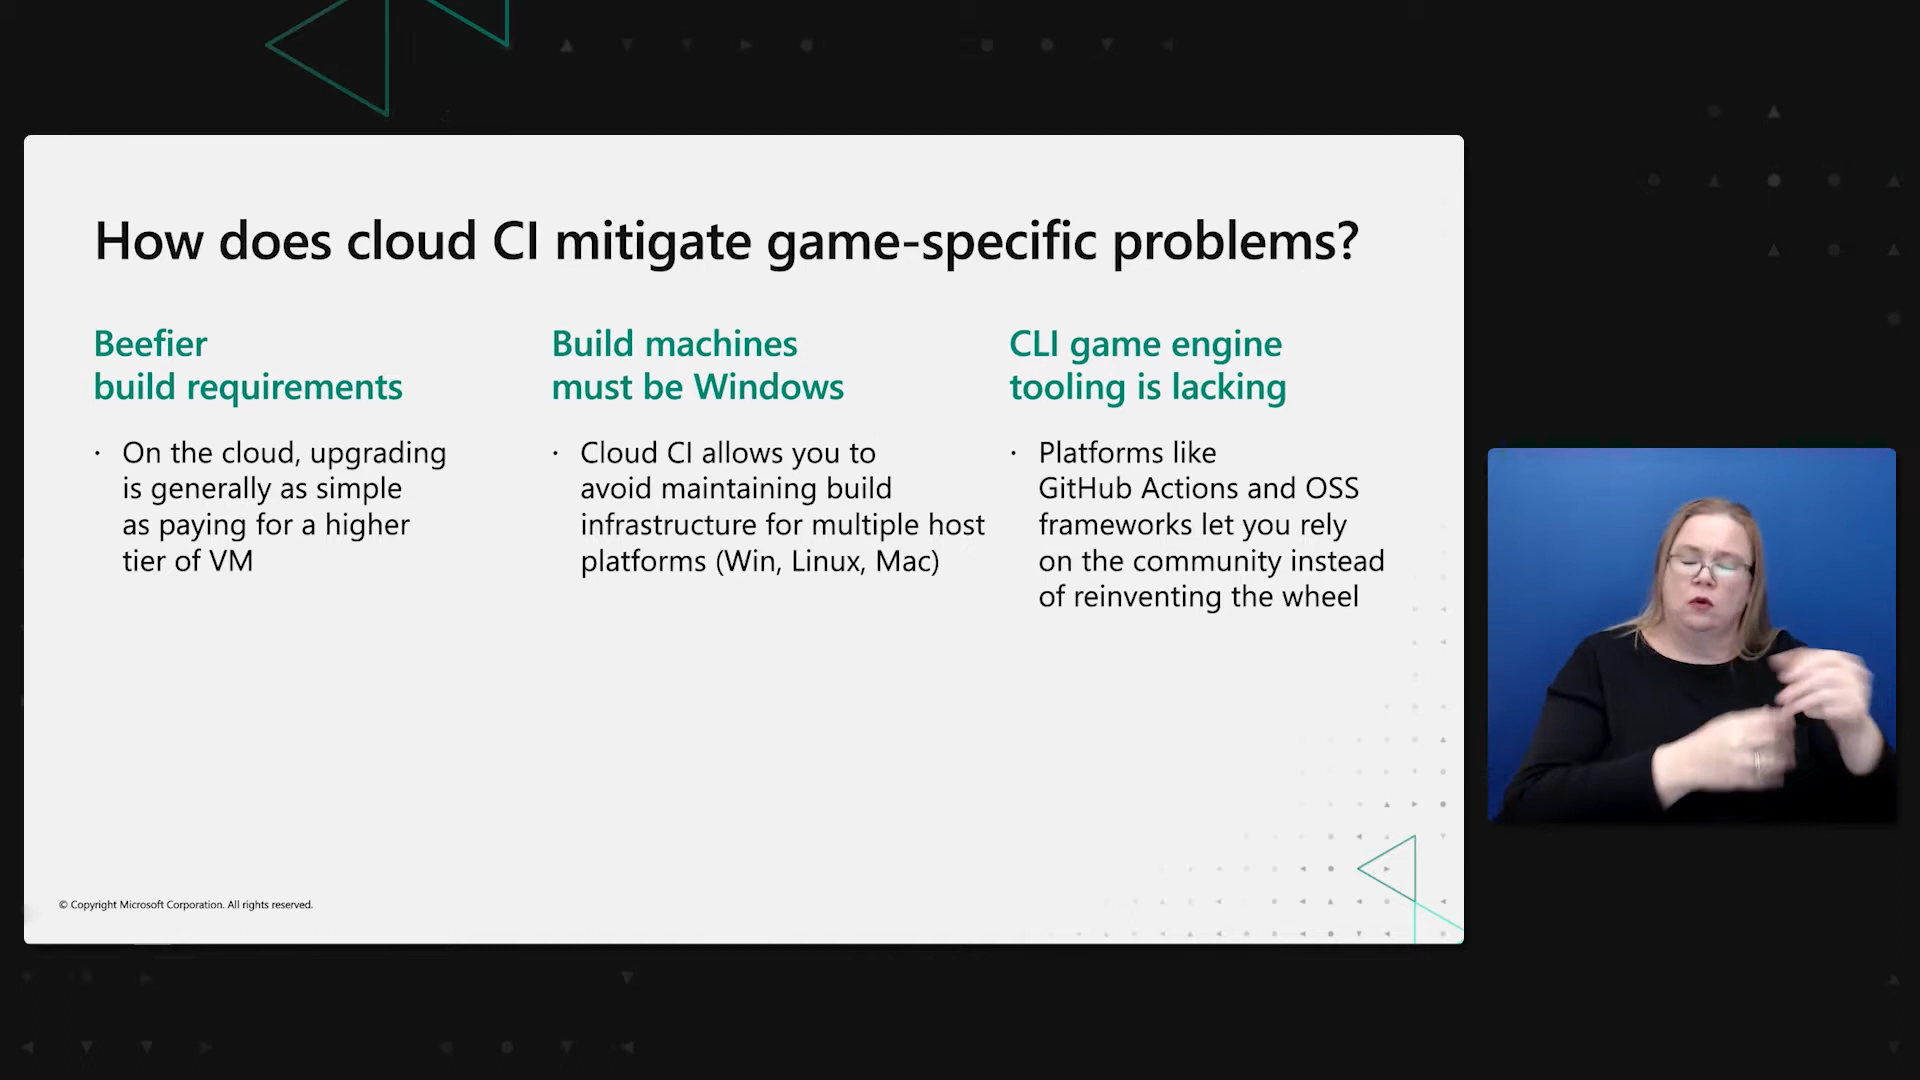 How does cloud CI mitigate game-specific problems?
Beefier
build requirements
· On the cloud, upgrading
is generally as simple
as paying for a higher
tier of VM
Build machines
must be Windows
· Cloud CI allows you to
avoid maintaining build
infrastructure for multiple host
platforms (Win, Linux, Mac)
CLI game engine
tooling is lacking
· Platforms like
GitHub Actions and OSS
frameworks let you rely
on the community instead
of reinventing the wheel
© Copyright Microsoft Corporation. All rights reserved.